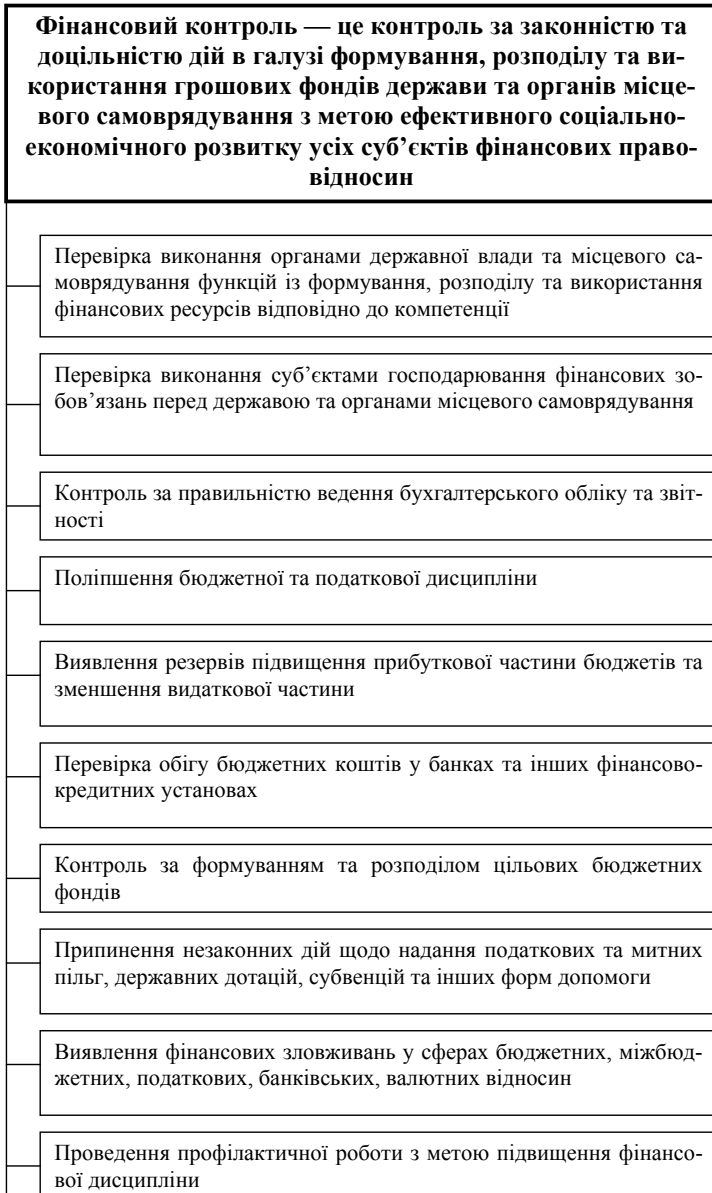 Фінансовий контроль — це контроль за законністю та
доцільністю дій в галузі формування, розподілу та ви-
користання грошових фондів держави та органів місце-
вого самоврядування з метою ефективного соціально-
економічного розвитку усіх суб’єктів фінансових право-
відносин
Перевірка виконання органами державної влади та місцевого са-
моврядування функцій із формування, розподілу та використання
фінансових ресурсів відповідно до компетенції
Перевірка виконання суб’єктами господарювання фінансових зо-
бов’язань перед державою та органами місцевого самоврядування
Контроль за правильністю ведення бухгалтерського обліку та звіт-
ності
Поліпшення бюджетної та податкової дисципліни
Виявлення резервів підвищення прибуткової частини бюджетів та
зменшення видаткової частини
Перевірка обігу бюджетних коштів у банках та інших фінансово-
кредитних установах
Контроль за формуванням та розподілом цільових бюджетних
фондів
Припинення незаконних дій щодо надання податкових та митних
пільг, державних дотацій, субвенцій та інших форм допомоги
Виявлення фінансових зловживань у сферах бюджетних, міжбюд-
жетних, податкових, банківських, валютних відносин
Проведення профілактичної роботи з метою підвищення фінансо-
вої дисципліни